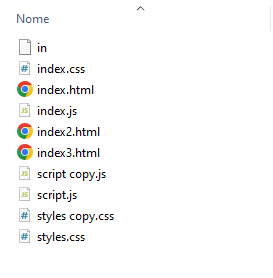 Nome
in
index.css
index.html
index.js
index2.html
index3.html
script copy.js
script.js
styles copy.css
styles.css